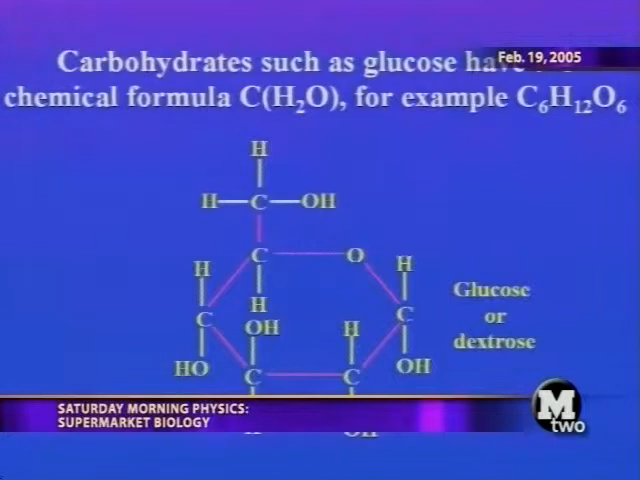 Carbohydrates such as glucose have
Feb. 19, 2005
chemical formula C(H₂O), for example C₆H₁₂O₆
H
H C OH
C O
H H
H
C C
OH H
Glucose
or
dextrose
HO OH
C C
SATURDAY MORNING PHYSICS:
SUPERMARKET BIOLOGY
M
two